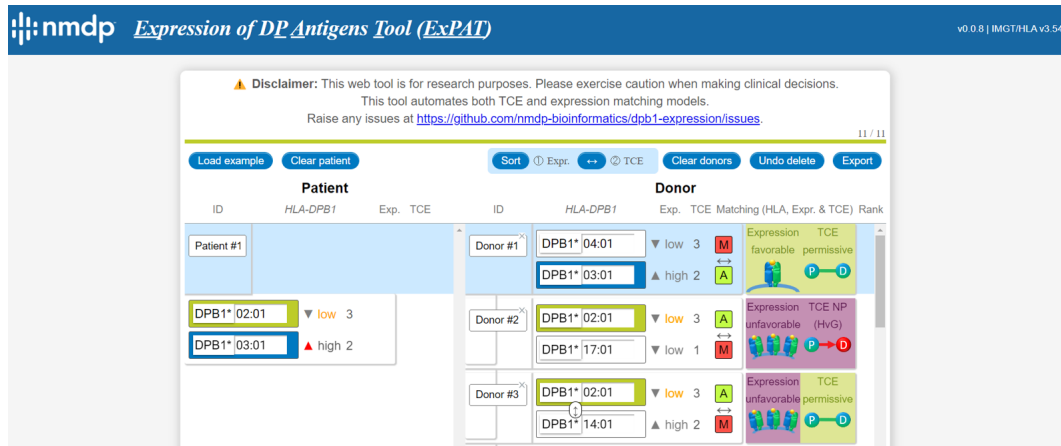 nmdp Expression of DP Antigens Tool (ExPAT) v0.0.8 | IMGT/HLA v3.54
Disclaimer: This web tool is for research purposes. Please exercise caution when making clinical decisions.
This tool automates both TCE and expression matching models.
Raise any issues at https://github.com/nmdp-bioinformatics/dpb1-expression/issues.
11 / 11
Load example Clear patient Sort ① Expr. ↔ ② TCE Clear donors Undo delete Export
Patient Donor
ID HLA-DPB1 Exp. TCE ID HLA-DPB1 Exp. TCE Matching (HLA, Expr. & TCE) Rank
Patient #1
DPB1* 02:01 ▼ low 3
DPB1* 03:01 ▲ high 2
Donor #1 ×
DPB1* 04:01 ▼ low 3 M
↔
DPB1* 03:01 ▲ high 2 A
Expression TCE
favorable permissive
P D
Donor #2 ×
DPB1* 02:01 ▼ low 3 A
↔
DPB1* 17:01 ▼ low 1 M
Expression TCE NP
unfavorable (HvG)
P D
Donor #3 ×
DPB1* 02:01 ▼ low 3 A
↔
DPB1* 14:01 ▲ high 2 M
Expression TCE
unfavorable permissive
P D